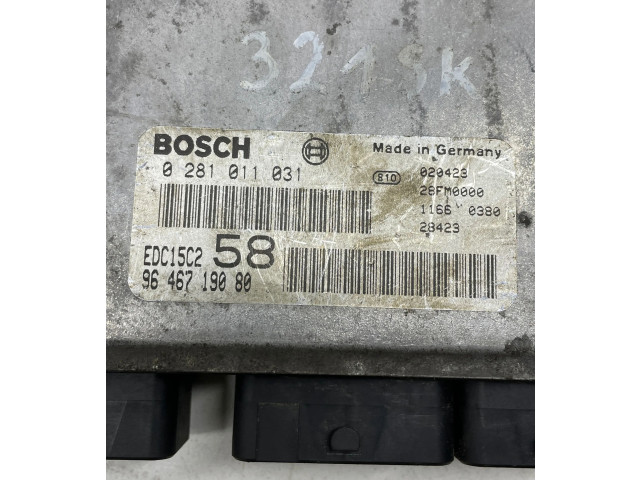 321sk
BOSCH
Made in Germany
0 281 011 031
810
020423
26FM0000
1166 0380
28423
EDC15C2 58
96 467 190 80